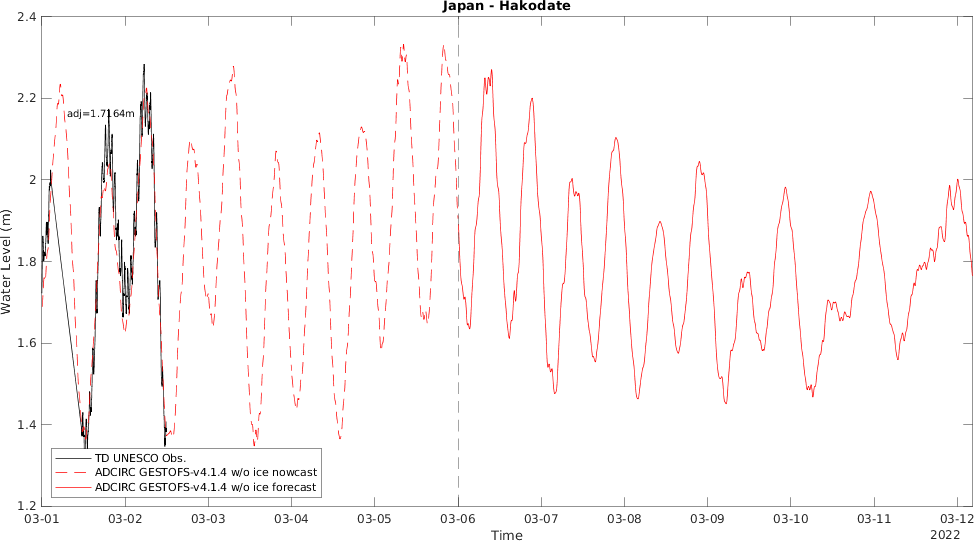 Japan - Hakodate
2.4
2.2
2
1.8
1.6
1.4
1.2
Water Level (m)
adj=1.7164m
TD UNESCO Obs.
ADCIRC GESTOFS-v4.1.4 w/o ice nowcast
ADCIRC GESTOFS-v4.1.4 w/o ice forecast
03-01 03-02 03-03 03-04 03-05 03-06 03-07 03-08 03-09 03-10 03-11 03-12
Time 2022